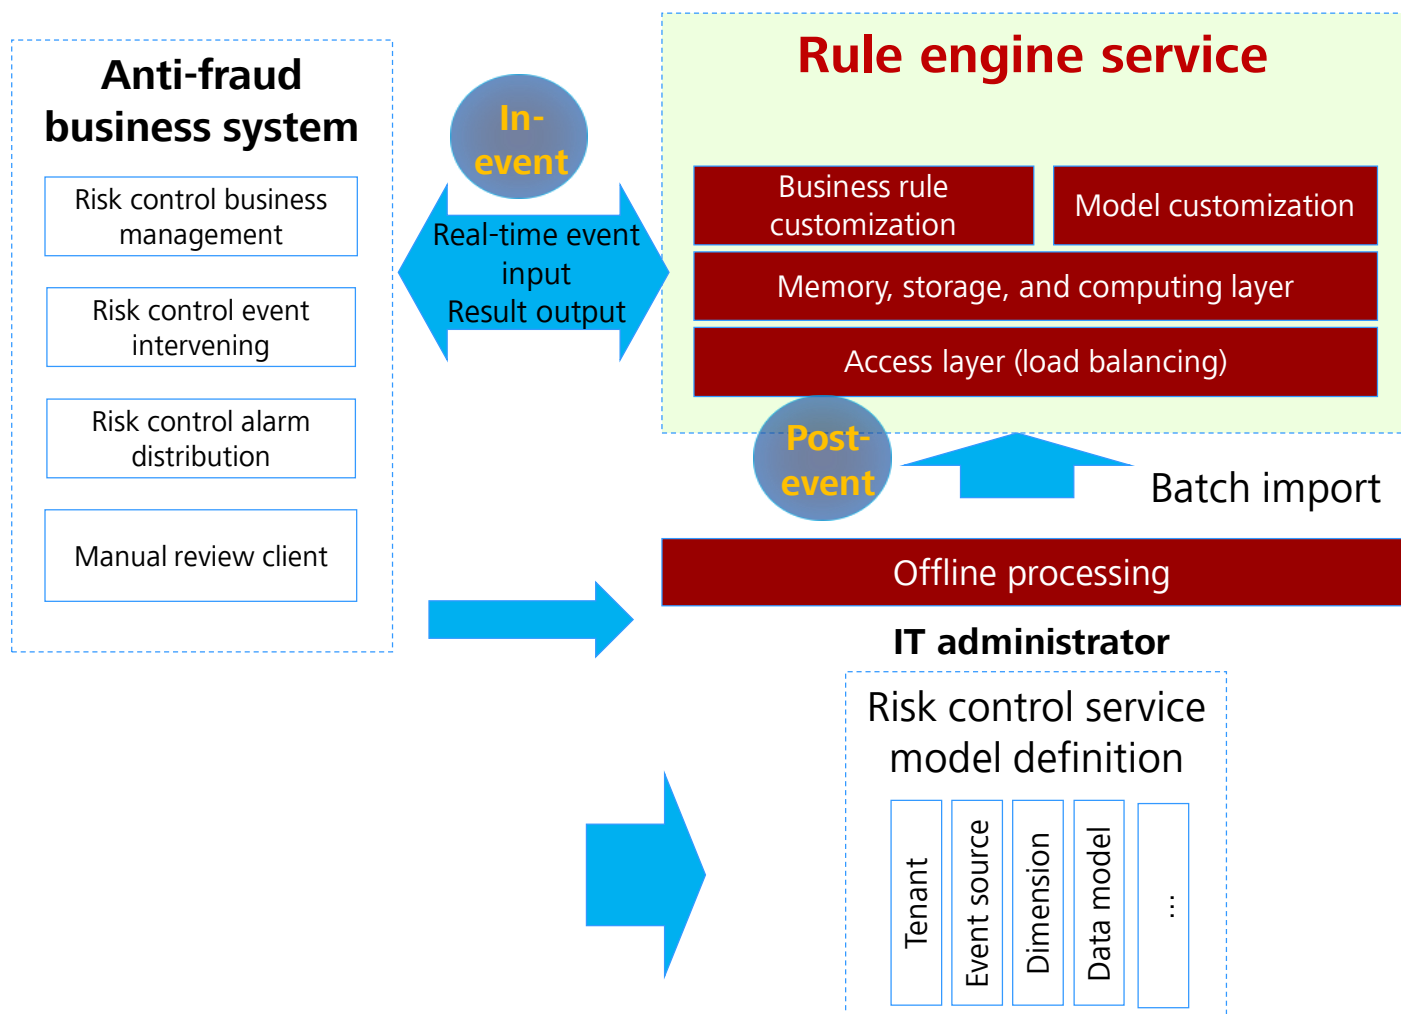 Anti-fraud
business system
Risk control business
management
Risk control event
intervening
Risk control alarm
distribution
Manual review client
In-
event
Real-time event
input
Result output
Rule engine service
Business rule
customization
Model customization
Memory, storage, and computing layer
Access layer (load balancing)
Post-
event
Batch import
Offline processing
IT administrator
Risk control service
model definition
Tenant
Event source
Dimension
Data model
...